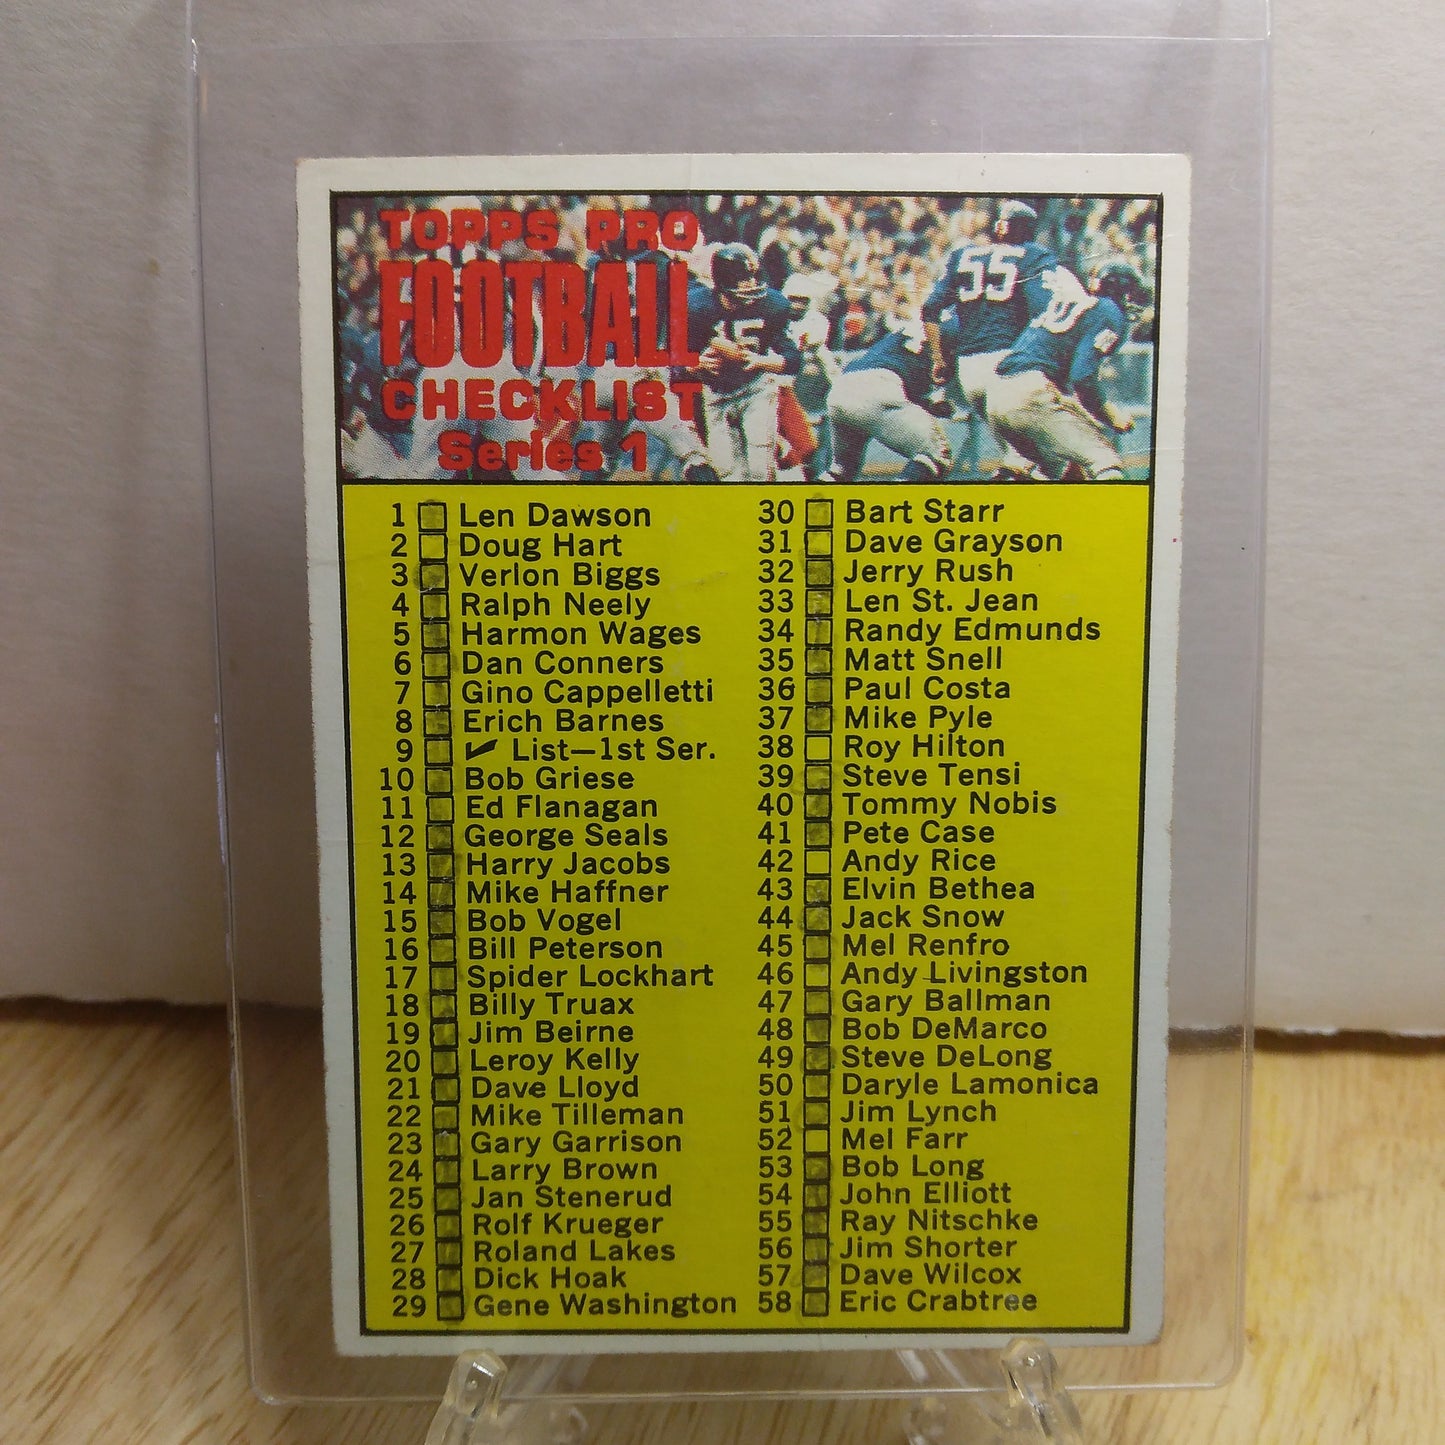 TOPPS PRO
FOOTBALL
CHECKLIST
Series 1
15
55
1 Len Dawson
2 Doug Hart
3 Verlon Biggs
4 Ralph Neely
5 Harmon Wages
6 Dan Conners
7 Gino Cappelletti
8 Erich Barnes
9 ✓ List—1st Ser.
10 Bob Griese
11 Ed Flanagan
12 George Seals
13 Harry Jacobs
14 Mike Haffner
15 Bob Vogel
16 Bill Peterson
17 Spider Lockhart
18 Billy Truax
19 Jim Beirne
20 Leroy Kelly
21 Dave Lloyd
22 Mike Tilleman
23 Gary Garrison
24 Larry Brown
25 Jan Stenerud
26 Rolf Krueger
27 Roland Lakes
28 Dick Hoak
29 Gene Washington
30 Bart Starr
31 Dave Grayson
32 Jerry Rush
33 Len St. Jean
34 Randy Edmunds
35 Matt Snell
36 Paul Costa
37 Mike Pyle
38 Roy Hilton
39 Steve Tensi
40 Tommy Nobis
41 Pete Case
42 Andy Rice
43 Elvin Bethea
44 Jack Snow
45 Mel Renfro
46 Andy Livingston
47 Gary Ballman
48 Bob DeMarco
49 Steve DeLong
50 Daryle Lamonica
51 Jim Lynch
52 Mel Farr
53 Bob Long
54 John Elliott
55 Ray Nitschke
56 Jim Shorter
57 Dave Wilcox
58 Eric Crabtree